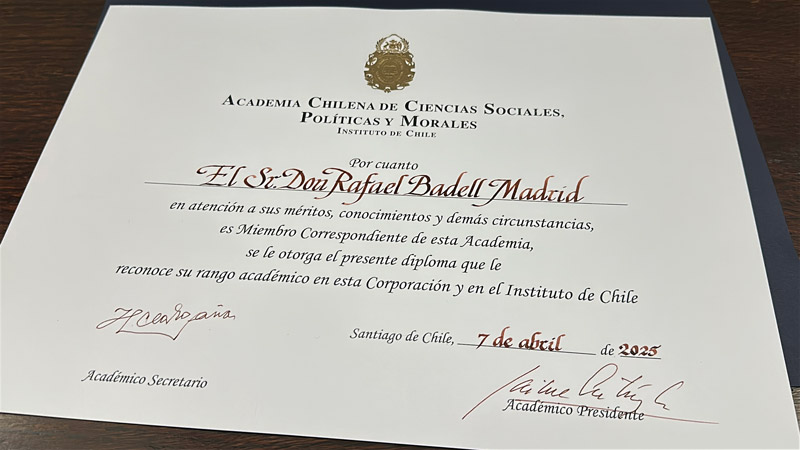 ACADEMIA CHILENA DE CIENCIAS SOCIALES,
POLÍTICAS Y MORALES
INSTITUTO DE CHILE
Por cuanto
El Sr. Don Rafael Badell Madrid
en atención a sus méritos, conocimientos y demás circunstancias,
es Miembro Correspondiente de esta Academia,
se le otorga el presente diploma que le
reconoce su rango académico en esta Corporación y en el Instituto de Chile
Santiago de Chile, 7 de abril de 2025
Académico Secretario
Académico Presidente